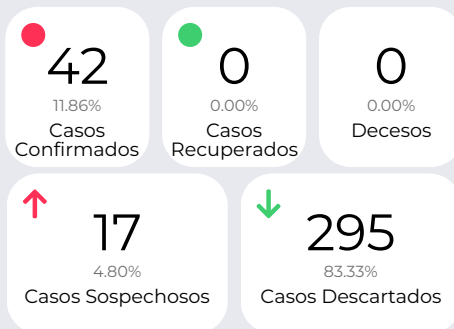 42
11.86%
Casos
Confirmados
0
0.00%
Casos
Recuperados
0
0.00%
Decesos
17
4.80%
Casos Sospechosos
295
83.33%
Casos Descartados